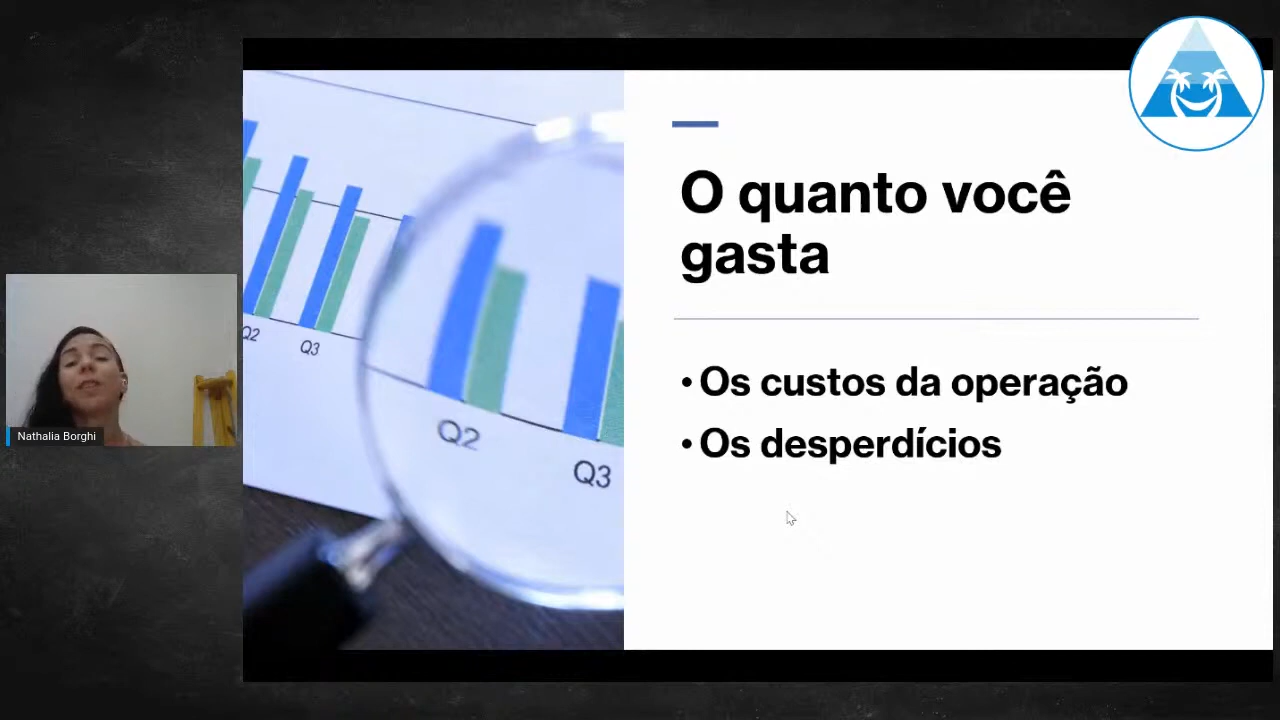 O quanto você
gasta
• Os custos da operação
• Os desperdícios
Q2
Q3
Q2
Q3
Nathalia Borghi